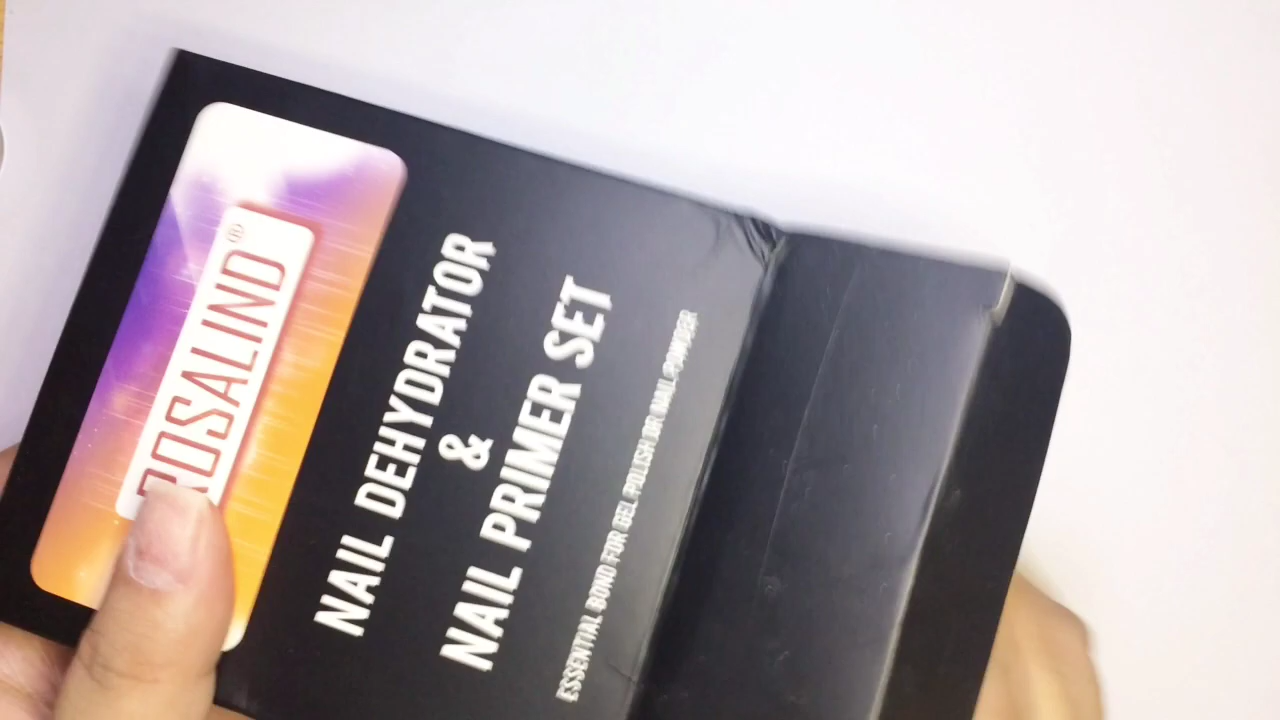 ROSALIND®
NAIL DEHYDRATOR
&
NAIL PRIMER SET
ESSENTIAL BOND FOR GEL POLISH OR NAIL POWDER